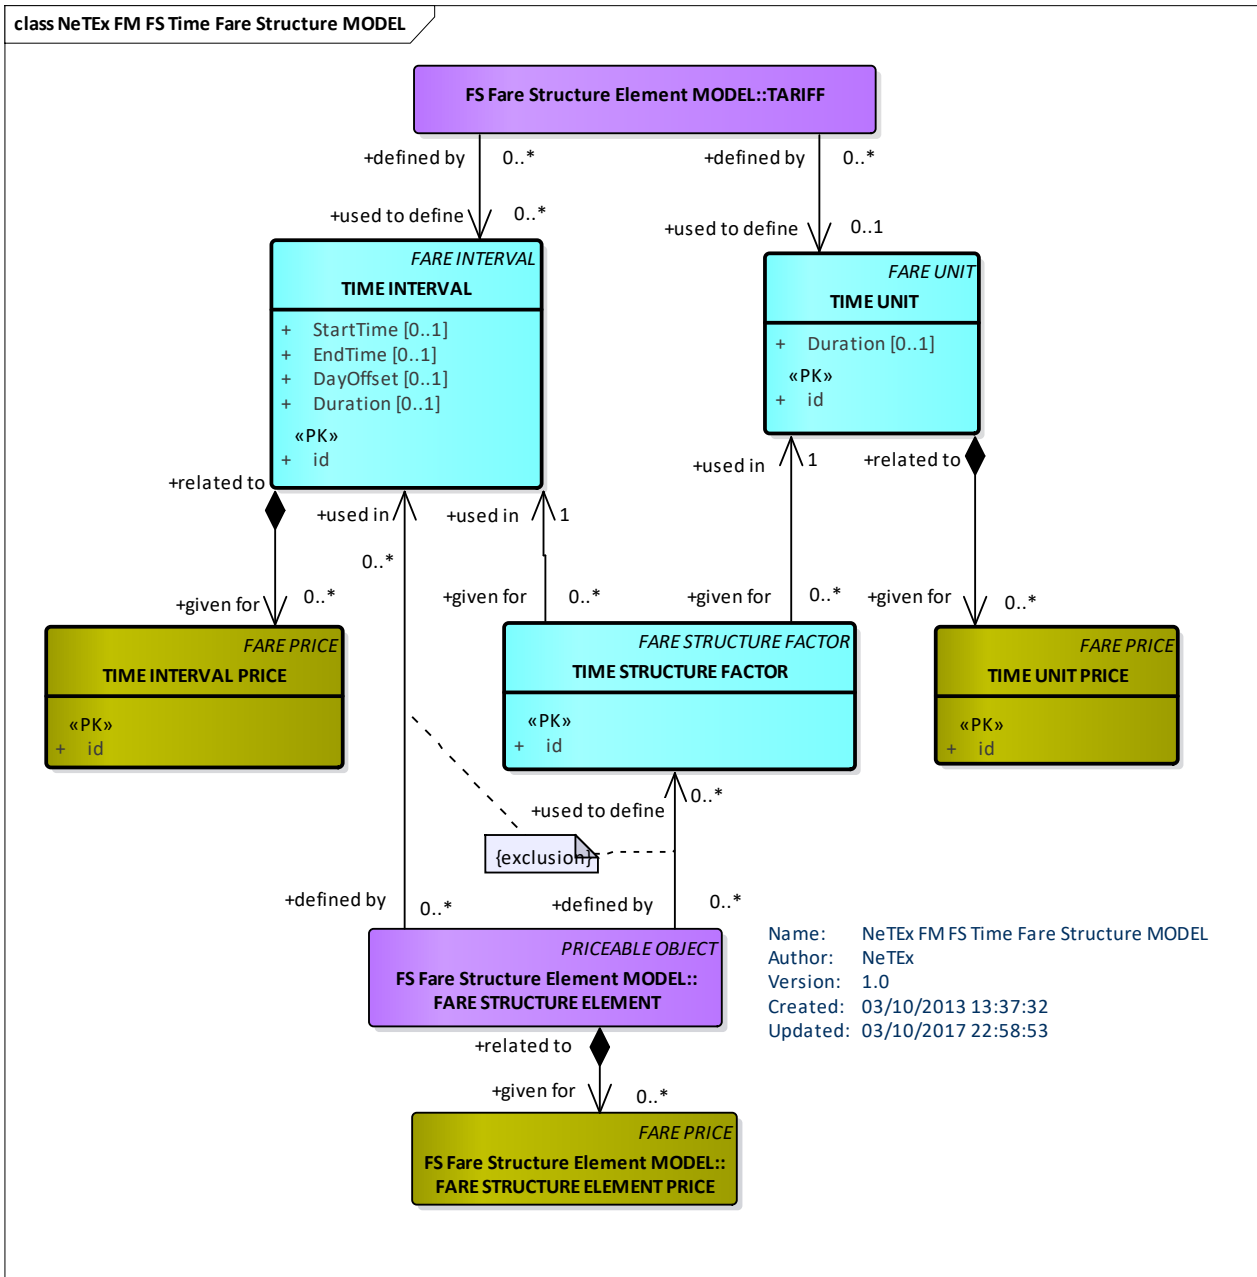 class NeTEx FM FS Time Fare Structure MODEL
FS Fare Structure Element MODEL::TARIFF
+defined by 0..*
+defined by 0..*
+used to define 0..*
+used to define 0..1
FARE INTERVAL
TIME INTERVAL
+ StartTime [0..1]
+ EndTime [0..1]
+ DayOffset [0..1]
+ Duration [0..1]
«PK»
+ id
FARE UNIT
TIME UNIT
+ Duration [0..1]
«PK»
+ id
+related to
+used in
0..*
+used in 1
+used in 1
+related to
+given for 0..*
+given for 0..*
+given for 0..*
+given for 0..*
FARE PRICE
TIME INTERVAL PRICE
«PK»
+ id
FARE STRUCTURE FACTOR
TIME STRUCTURE FACTOR
«PK»
+ id
FARE PRICE
TIME UNIT PRICE
«PK»
+ id
+used to define 0..*
{exclusion}
+defined by 0..*
+defined by 0..*
PRICEABLE OBJECT
FS Fare Structure Element MODEL::
FARE STRUCTURE ELEMENT
Name: NeTEx FM FS Time Fare Structure MODEL
Author: NeTEx
Version: 1.0
Created: 03/10/2013 13:37:32
Updated: 03/10/2017 22:58:53
+related to
+given for 0..*
FARE PRICE
FS Fare Structure Element MODEL::
FARE STRUCTURE ELEMENT PRICE